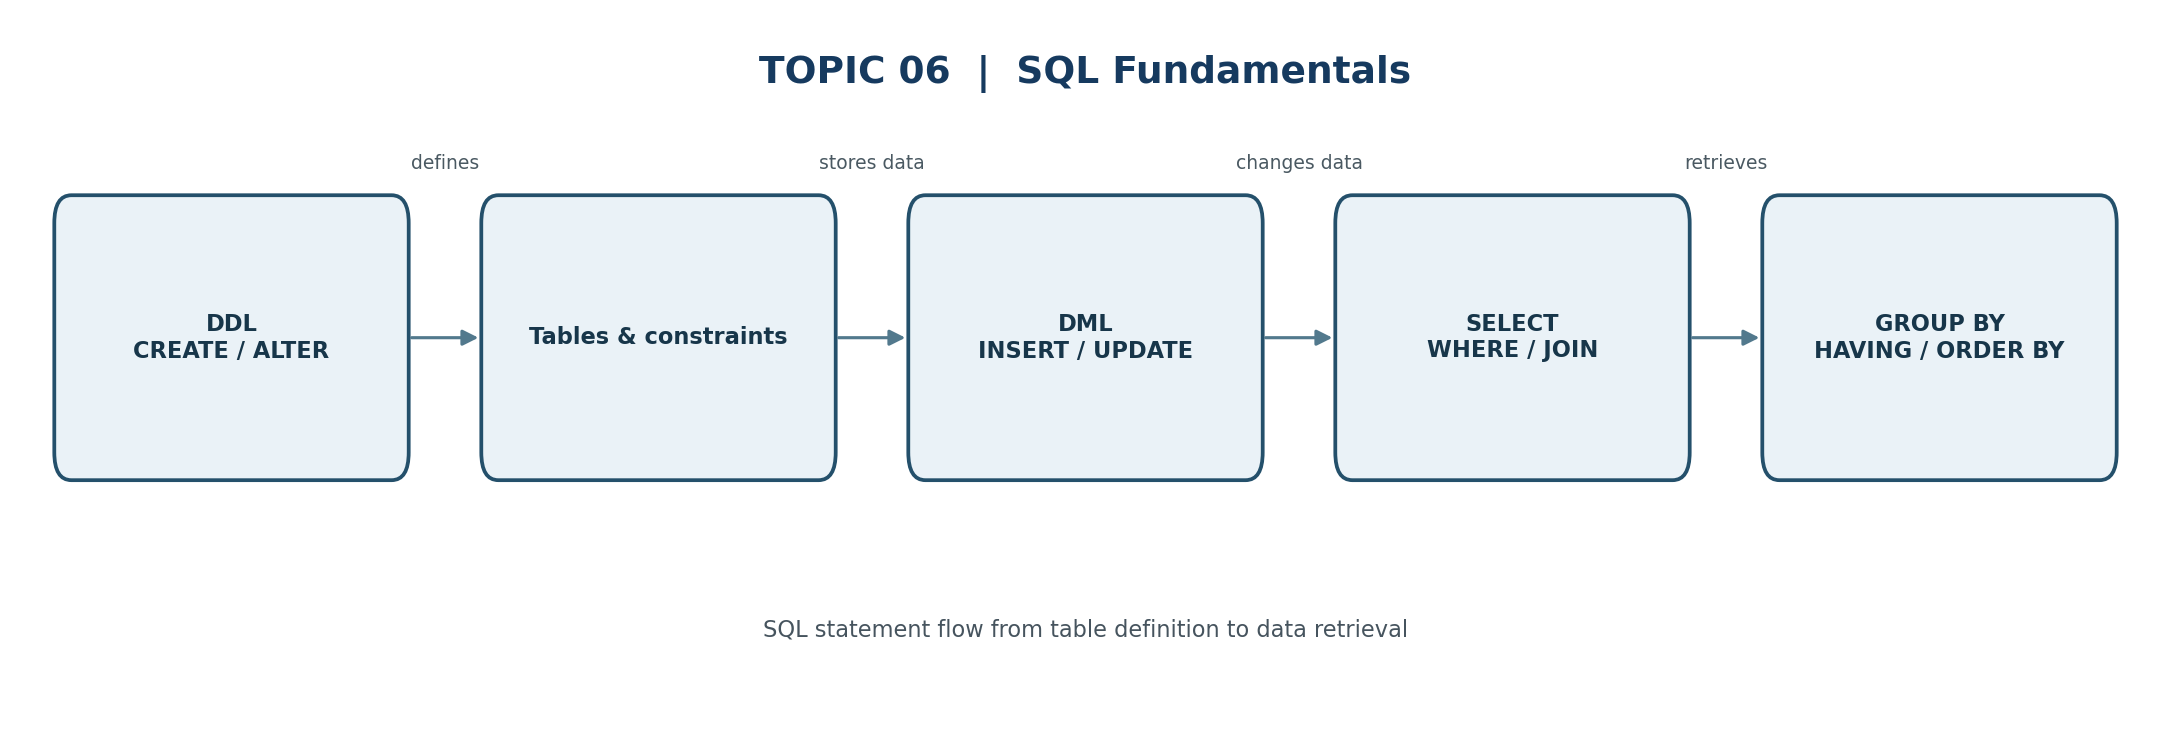 TOPIC 06 | SQL Fundamentals
defines
stores data
changes data
retrieves
DDL
CREATE / ALTER
Tables & constraints
DML
INSERT / UPDATE
SELECT
WHERE / JOIN
GROUP BY
HAVING / ORDER BY
SQL statement flow from table definition to data retrieval